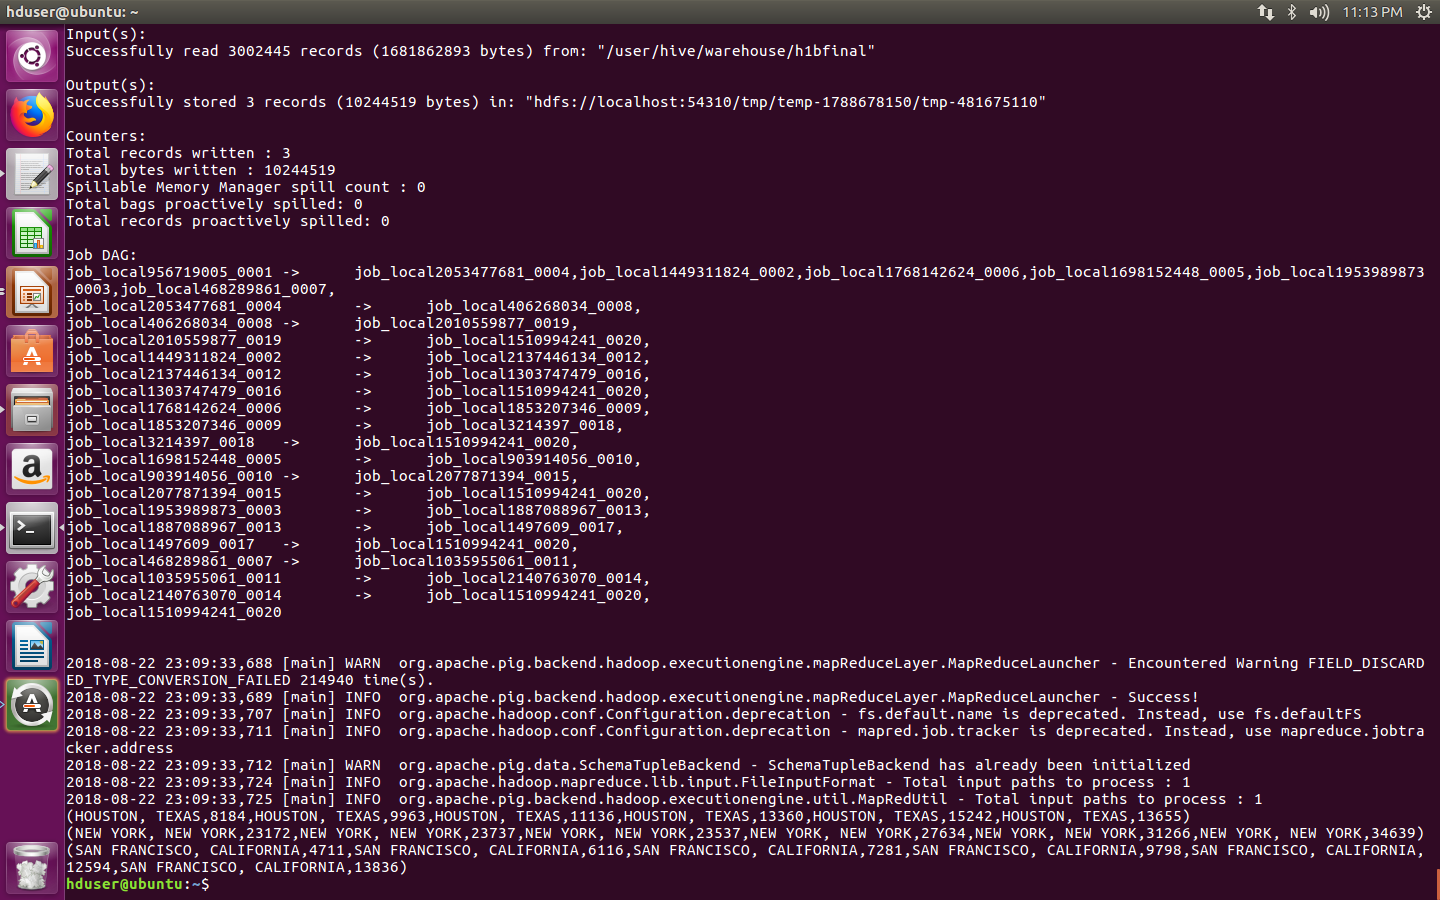 hduser@ubuntu: ~
11:13 PM
Input(s):
Successfully read 3002445 records (1681862893 bytes) from: "/user/hive/warehouse/h1bfinal"
Output(s):
Successfully stored 3 records (10244519 bytes) in: "hdfs://localhost:54310/tmp/temp-1788678150/tmp-481675110"
Counters:
Total records written : 3
Total bytes written : 10244519
Spillable Memory Manager spill count : 0
Total bags proactively spilled: 0
Total records proactively spilled: 0
Job DAG:
job_local956719005_0001 ->      job_local2053477681_0004,job_local1449311824_0002,job_local1768142624_0006,job_local1698152448_0005,job_local1953989873
_0003,job_local468289861_0007,
job_local2053477681_0004        ->      job_local406268034_0008,
job_local406268034_0008 ->      job_local2010559877_0019,
job_local2010559877_0019        ->      job_local1510994241_0020,
job_local1449311824_0002        ->      job_local2137446134_0012,
job_local2137446134_0012        ->      job_local1303747479_0016,
job_local1303747479_0016        ->      job_local1510994241_0020,
job_local1768142624_0006        ->      job_local1853207346_0009,
job_local1853207346_0009        ->      job_local3214397_0018,
job_local3214397_0018   ->      job_local1510994241_0020,
job_local1698152448_0005        ->      job_local903914056_0010,
job_local903914056_0010 ->      job_local2077871394_0015,
job_local2077871394_0015        ->      job_local1510994241_0020,
job_local1953989873_0003        ->      job_local1887088967_0013,
job_local1887088967_0013        ->      job_local1497609_0017,
job_local1497609_0017   ->      job_local1510994241_0020,
job_local468289861_0007 ->      job_local1035955061_0011,
job_local1035955061_0011        ->      job_local2140763070_0014,
job_local2140763070_0014        ->      job_local1510994241_0020,
job_local1510994241_0020
2018-08-22 23:09:33,688 [main] WARN  org.apache.pig.backend.hadoop.executionengine.mapReduceLayer.MapReduceLauncher - Encountered Warning FIELD_DISCARD
ED_TYPE_CONVERSION_FAILED 214940 time(s).
2018-08-22 23:09:33,689 [main] INFO  org.apache.pig.backend.hadoop.executionengine.mapReduceLayer.MapReduceLauncher - Success!
2018-08-22 23:09:33,707 [main] INFO  org.apache.hadoop.conf.Configuration.deprecation - fs.default.name is deprecated. Instead, use fs.defaultFS
2018-08-22 23:09:33,711 [main] INFO  org.apache.hadoop.conf.Configuration.deprecation - mapred.job.tracker is deprecated. Instead, use mapreduce.jobtra
cker.address
2018-08-22 23:09:33,712 [main] WARN  org.apache.pig.data.SchemaTupleBackend - SchemaTupleBackend has already been initialized
2018-08-22 23:09:33,724 [main] INFO  org.apache.hadoop.mapreduce.lib.input.FileInputFormat - Total input paths to process : 1
2018-08-22 23:09:33,725 [main] INFO  org.apache.pig.backend.hadoop.executionengine.util.MapRedUtil - Total input paths to process : 1
(HOUSTON, TEXAS,8184,HOUSTON, TEXAS,9963,HOUSTON, TEXAS,11136,HOUSTON, TEXAS,13360,HOUSTON, TEXAS,15242,HOUSTON, TEXAS,13655)
(NEW YORK, NEW YORK,23172,NEW YORK, NEW YORK,23737,NEW YORK, NEW YORK,23537,NEW YORK, NEW YORK,27634,NEW YORK, NEW YORK,31266,NEW YORK, NEW YORK,34639)
(SAN FRANCISCO, CALIFORNIA,4711,SAN FRANCISCO, CALIFORNIA,6116,SAN FRANCISCO, CALIFORNIA,7281,SAN FRANCISCO, CALIFORNIA,9798,SAN FRANCISCO, CALIFORNIA,
12594,SAN FRANCISCO, CALIFORNIA,13836)
hduser@ubuntu:~$